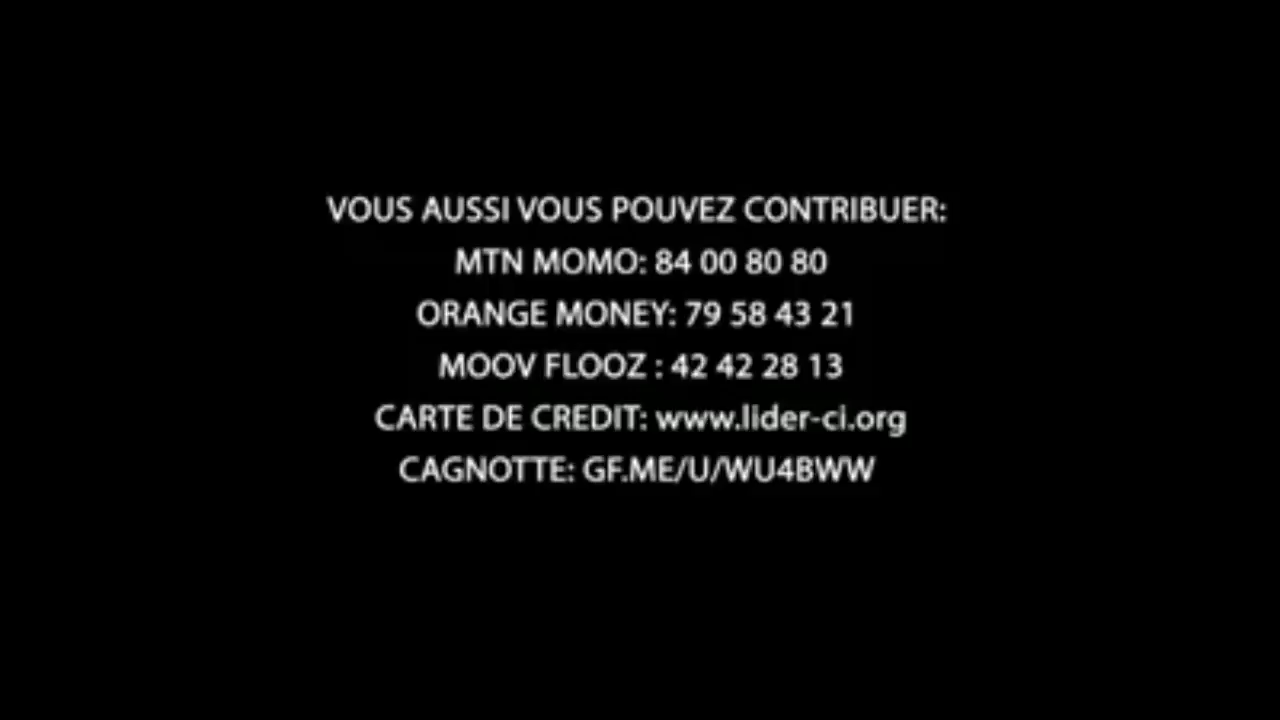 VOUS AUSSI VOUS POUVEZ CONTRIBUER:
MTN MOMO: 84 00 80 80
ORANGE MONEY: 79 58 43 21
MOOV FLOOZ : 42 42 28 13
CARTE DE CREDIT: www.lider-ci.org
CAGNOTTE: GF.ME/U/WU4BWW